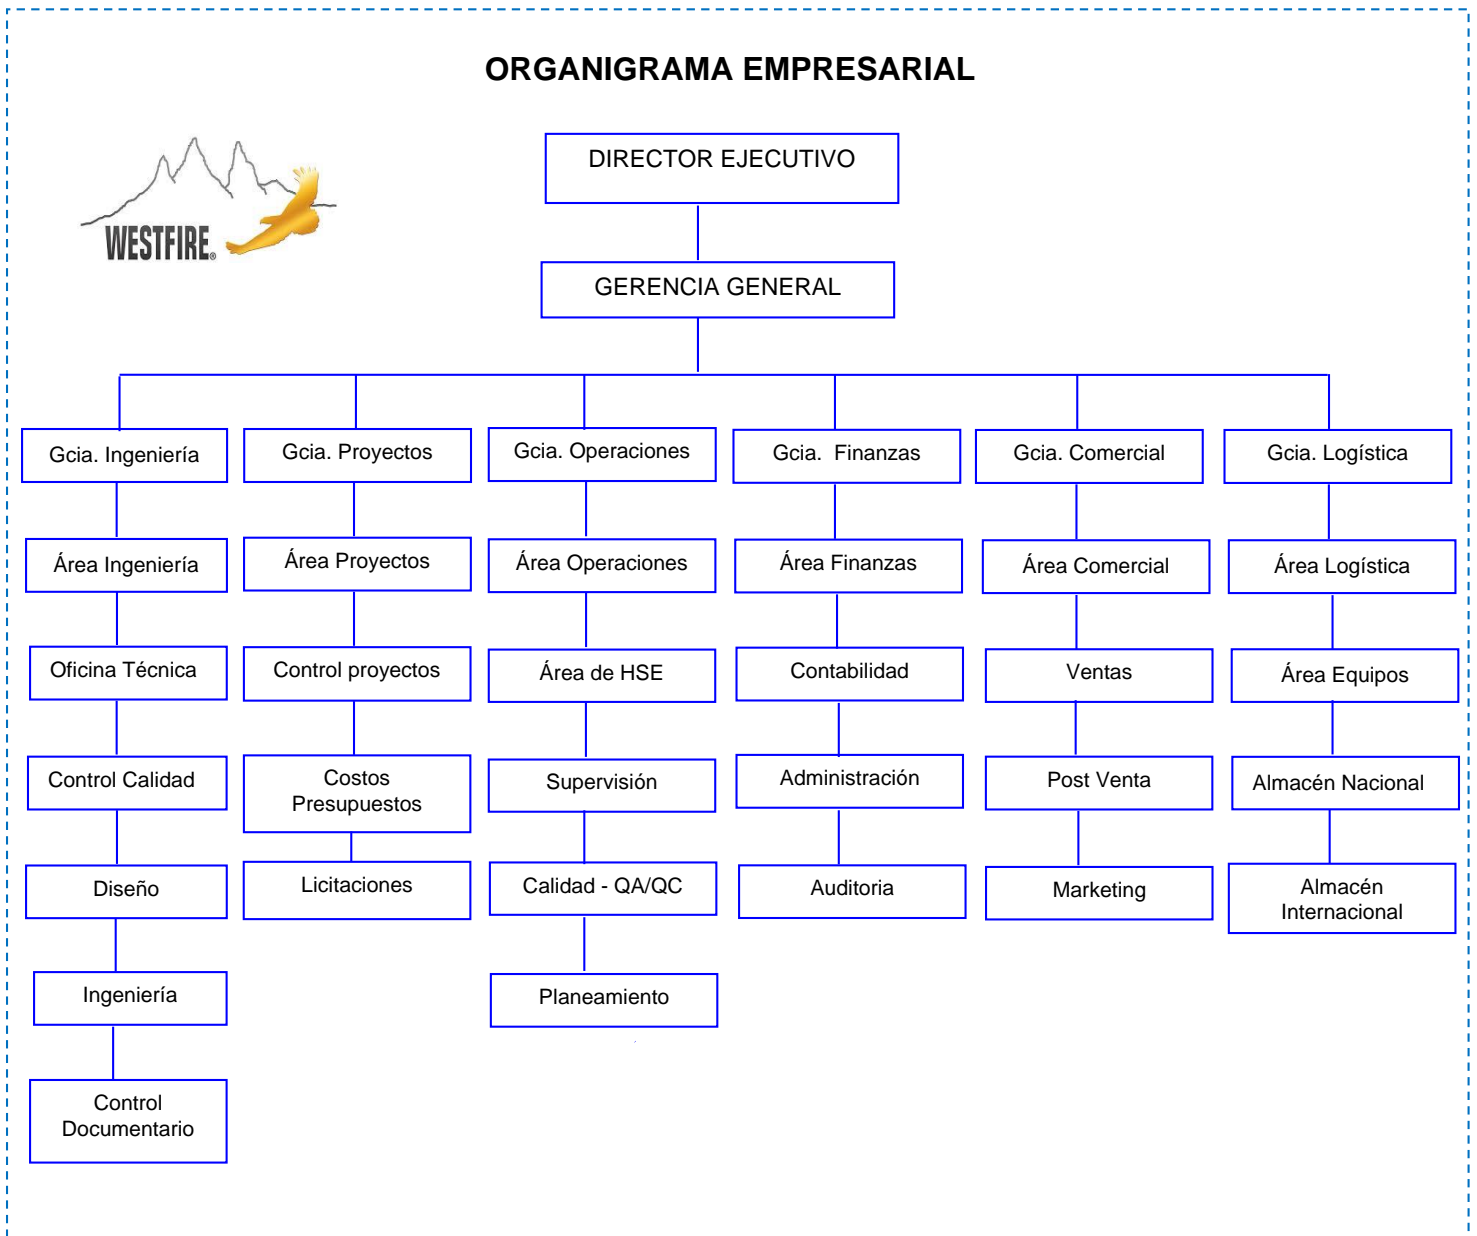 ORGANIGRAMA EMPRESARIAL
WESTFIRE®
DIRECTOR EJECUTIVO
GERENCIA GENERAL
Gcia. Ingeniería
Gcia. Proyectos
Gcia. Operaciones
Gcia. Finanzas
Gcia. Comercial
Gcia. Logística
Área Ingeniería
Área Proyectos
Área Operaciones
Área Finanzas
Área Comercial
Área Logística
Oficina Técnica
Control proyectos
Área de HSE
Contabilidad
Ventas
Área Equipos
Control Calidad
Costos
Presupuestos
Supervisión
Administración
Post Venta
Almacén Nacional
Diseño
Licitaciones
Calidad - QA/QC
Auditoria
Marketing
Almacén
Internacional
Ingeniería
Planeamiento
Control
Documentario